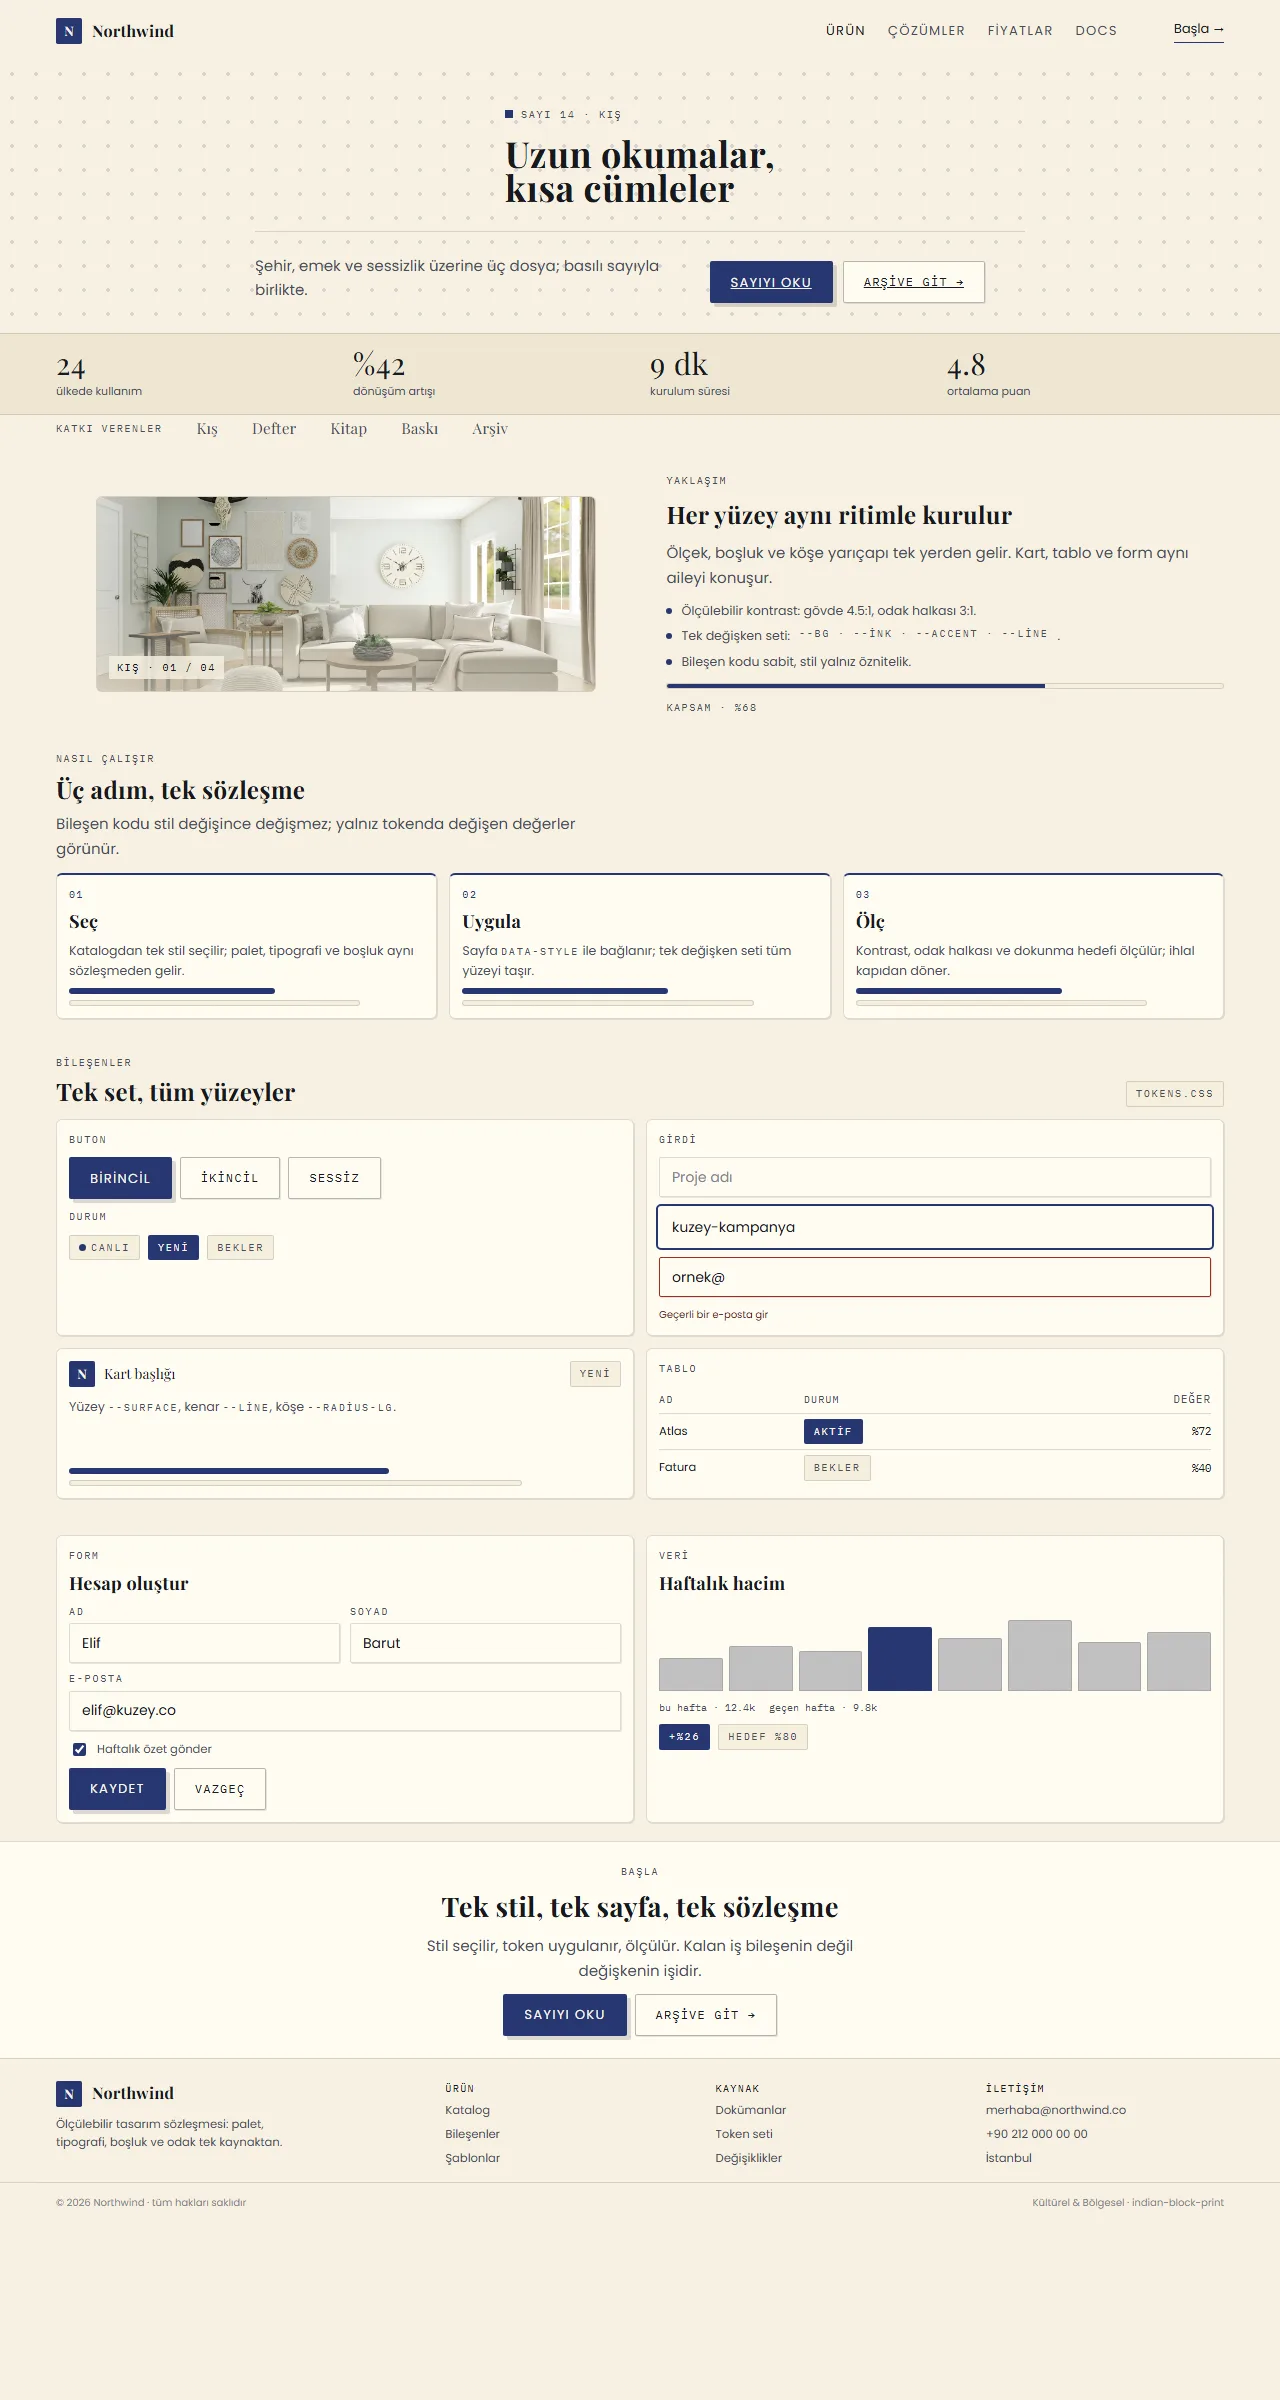 N Northwind
ÜRÜN ÇÖZÜMLER FİYATLAR DOCS Başla →
SAYI 14 · KIŞ
Uzun okumalar,
kısa cümleler
Şehir, emek ve sessizlik üzerine üç dosya; basılı sayıyla
birlikte.
SAYIYI OKU ARŞİVE GİT →
24 %42 9 dk 4.8
ülkede kullanım dönüşüm artışı kurulum süresi ortalama puan
KATKI VERENLER Kış Defter Kitap Baskı Arşiv
KIŞ · 01 / 04
YAKLAŞIM
Her yüzey aynı ritimle kurulur
Ölçek, boşluk ve köşe yarıçapı tek yerden gelir. Kart, tablo ve form aynı
aileyi konuşur.
Ölçülebilir kontrast: gövde 4.5:1, odak halkası 3:1.
Tek değişken seti: --BG · --İNK · --ACCENT · --LİNE .
Bileşen kodu sabit, stil yalnız öznitelik.
KAPSAM · %68
NASIL ÇALIŞIR
Üç adım, tek sözleşme
Bileşen kodu stil değişince değişmez; yalnız tokenda değişen değerler
görünür.
01
Seç
Katalogdan tek stil seçilir; palet, tipografi ve boşluk aynı
sözleşmeden gelir.
02
Uygula
Sayfa DATA-STYLE ile bağlanır; tek değişken seti tüm
yüzeyi taşır.
03
Ölç
Kontrast, odak halkası ve dokunma hedefi ölçülür; ihlal
kapıdan döner.
BİLEŞENLER
Tek set, tüm yüzeyler
TOKENS.CSS
BUTON
BİRİNCİL İKİNCİL SESSİZ
DURUM
CANLI YENİ BEKLER
GİRDİ
Proje adı
kuzey-kampanya
ornek@
Geçerli bir e-posta gir
N Kart başlığı YENİ
Yüzey --SURFACE, kenar --LİNE, köşe --RADİUS-LG.
TABLO
AD DURUM DEĞER
Atlas AKTİF %72
Fatura BEKLER %40
FORM
Hesap oluştur
AD SOYAD
Elif Barut
E-POSTA
elif@kuzey.co
Haftalık özet gönder
KAYDET VAZGEÇ
VERİ
Haftalık hacim
bu hafta · 12.4k geçen hafta · 9.8k
+%26 HEDEF %80
BAŞLA
Tek stil, tek sayfa, tek sözleşme
Stil seçilir, token uygulanır, ölçülür. Kalan iş bileşenin değil
değişkenin işidir.
SAYIYI OKU ARŞİVE GİT →
N Northwind
Ölçülebilir tasarım sözleşmesi: palet,
tipografi, boşluk ve odak tek kaynaktan.
ÜRÜN
Katalog
Bileşenler
Şablonlar
KAYNAK
Dokümanlar
Token seti
Değişiklikler
İLETİŞİM
merhaba@northwind.co
+90 212 000 00 00
İstanbul
© 2026 Northwind · tüm hakları saklıdır
Kültürel & Bölgesel · indian-block-print